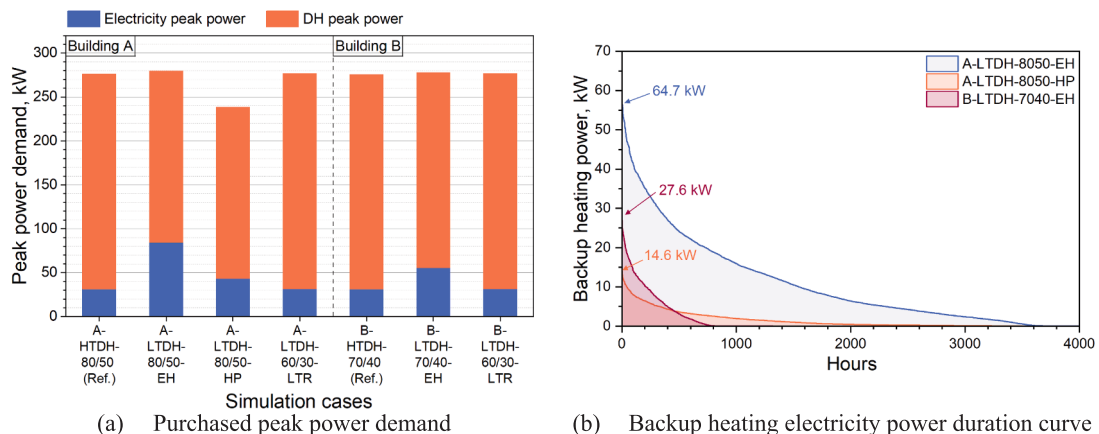 Electricity peak power
DH peak power
Building A
Building B
Peak power demand, kW
300
250
200
150
100
50
0
A-
HTDH-
80/50
(Ref.)
A-
LTDH-
80/50-
EH
A-
LTDH-
80/50-
HP
A-
LTDH-
60/30-
LTR
B-
HTDH-
70/40
(Ref.)
B-
LTDH-
70/40-
EH
B-
LTDH-
60/30-
LTR
Simulation cases
(a) Purchased peak power demand
Backup heating power, kW
70
60
50
40
30
20
10
0
A-LTDH-8050-EH
A-LTDH-8050-HP
B-LTDH-7040-EH
64.7 kW
27.6 kW
14.6 kW
0
1000
2000
3000
4000
Hours
(b) Backup heating electricity power duration curve